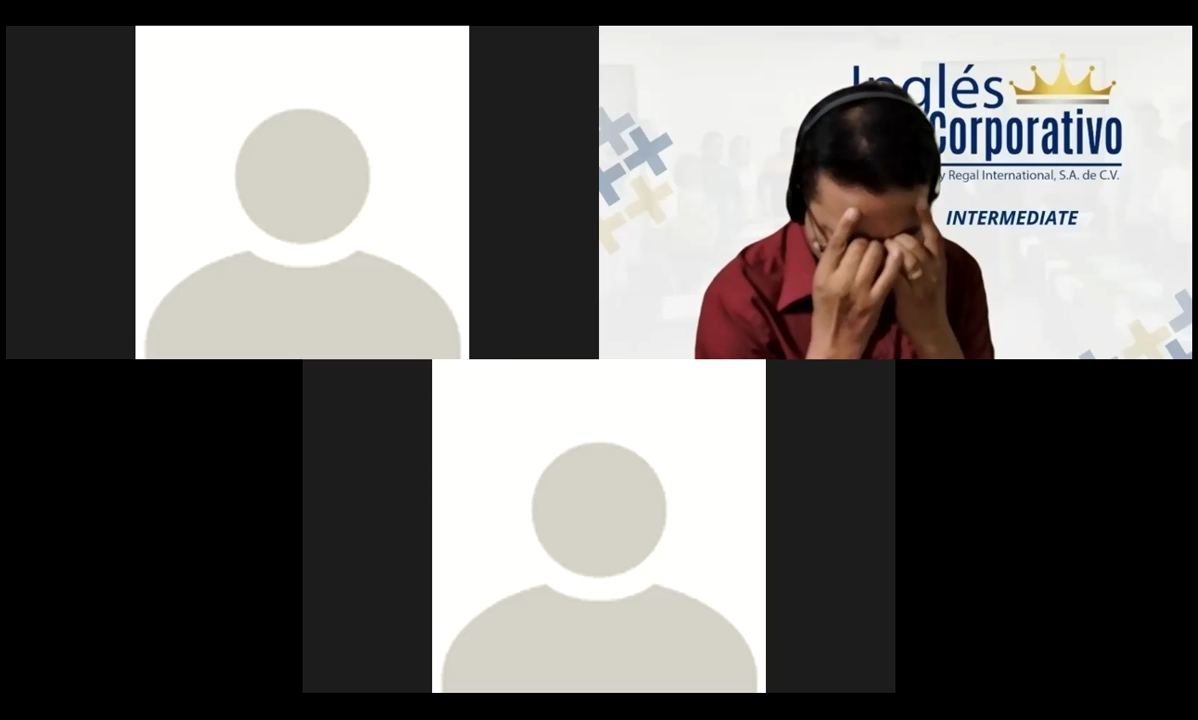 Inglés
Corporativo
y Regal International, S.A. de C.V.
INTERMEDIATE